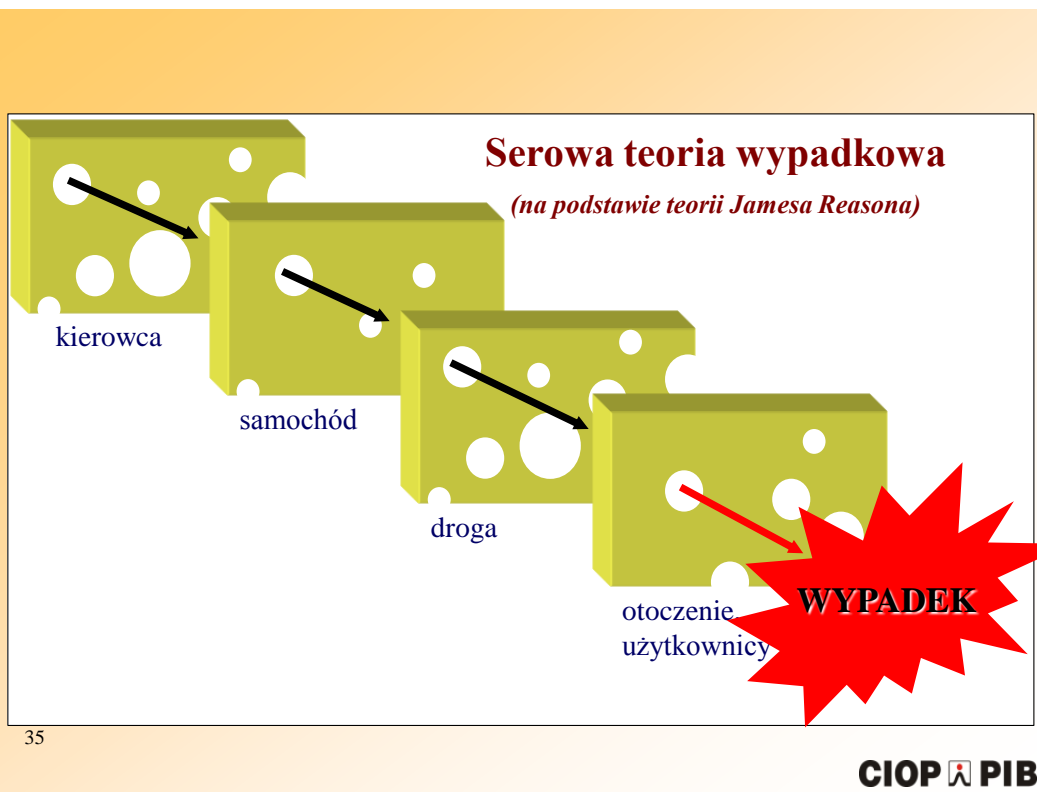 Serowa teoria wypadkowa
(na podstawie teorii Jamesa Reasona)
kierowca
samochód
droga
otoczenie,
użytkownicy
WYPADEK
35
CIOP PIB